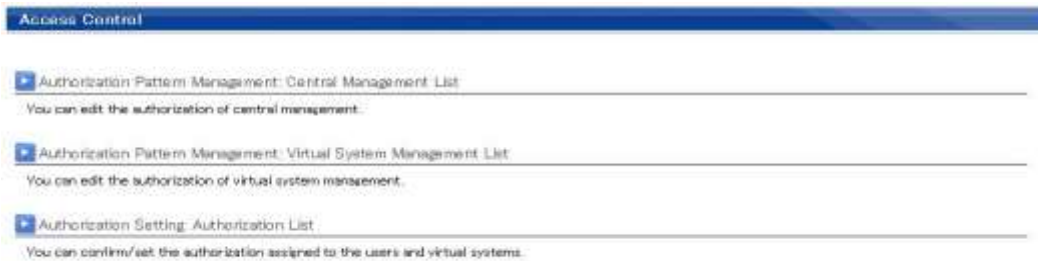 Access Control
Authorization Pattern Management: Central Management List
You can edit the authorization of central management.
Authorization Pattern Management: Virtual System Management List
You can edit the authorization of virtual system management.
Authorization Setting: Authorization List
You can confirm/set the authorization assigned to the users and virtual systems.